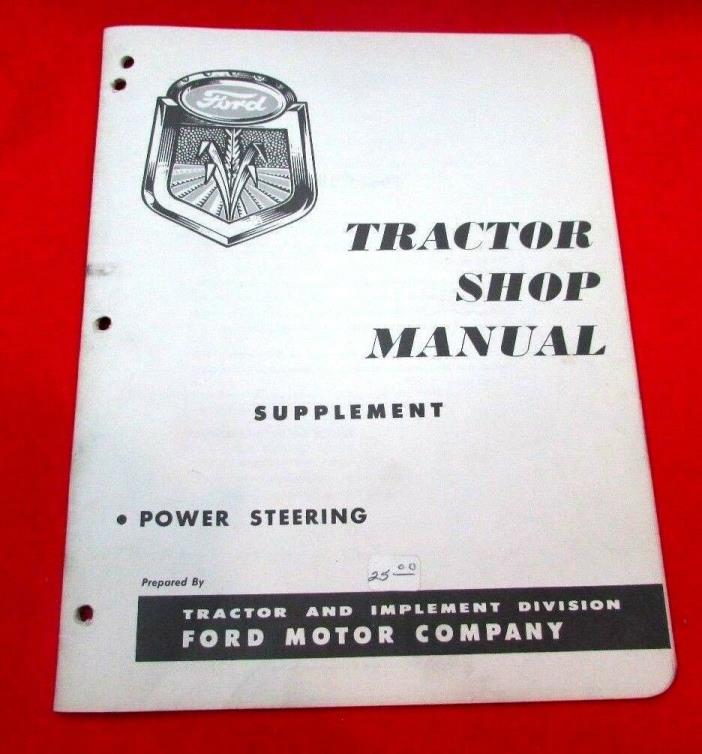 Ford
TRACTOR
SHOP
MANUAL
SUPPLEMENT
• POWER STEERING
Prepared By
25 00
TRACTOR AND IMPLEMENT DIVISION
FORD MOTOR COMPANY